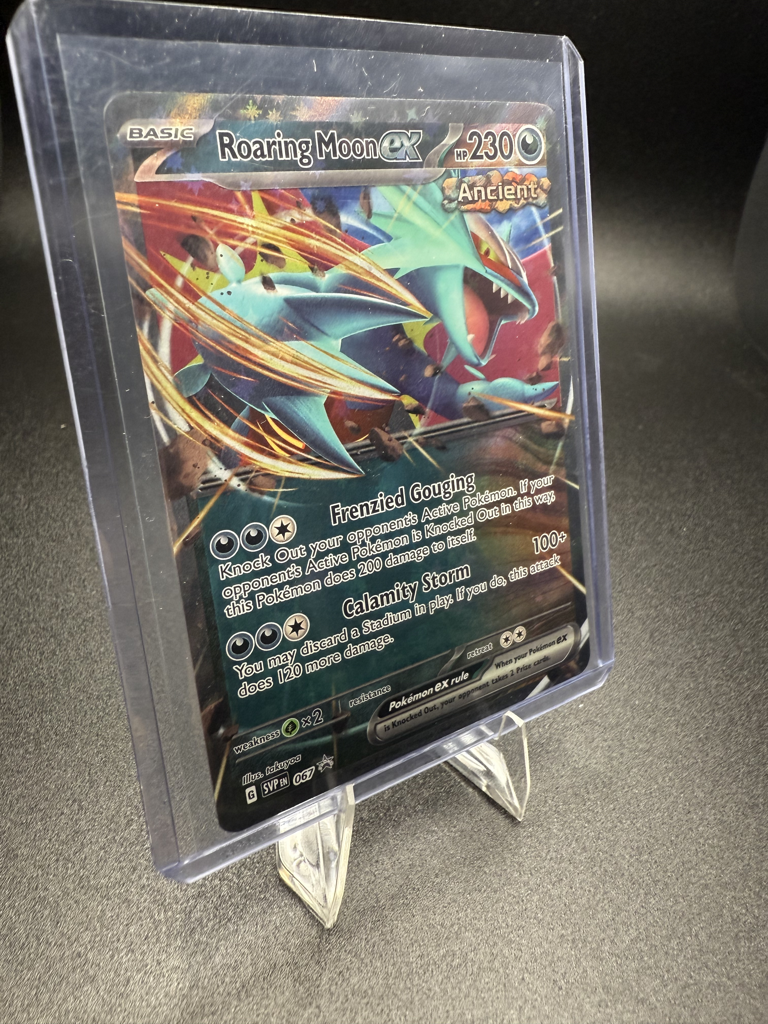 BASIC Roaring Moon ex HP 230
Ancient
Frenzied Gouging
Knock Out your opponent's Active Pokémon. If your
opponent's Active Pokémon is Knocked Out in this way,
this Pokémon does 200 damage to itself.
Calamity Storm 100+
You may discard a Stadium in play. If you do, this attack
does 120 more damage.
weakness ×2 resistance retreat
Pokémon ex rule When your Pokémon ex
is Knocked Out, your opponent takes 2 Prize cards.
Illus. takuyoa
G SVP EN 067